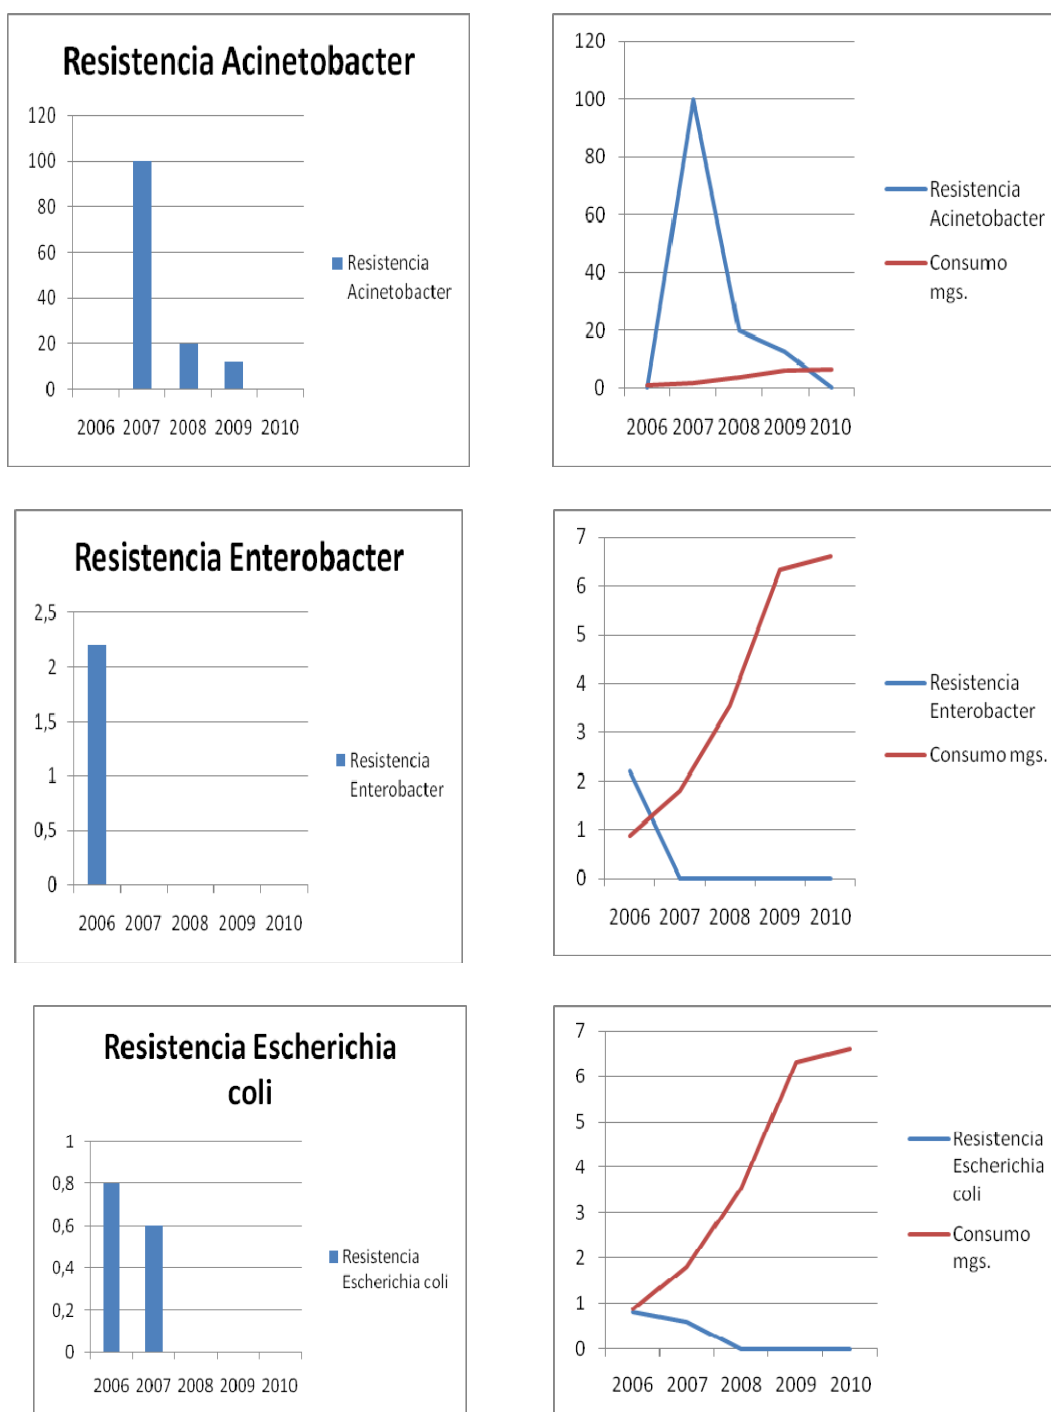 Resistencia Acinetobacter
120
100
80
60
40
20
0
2006 2007 2008 2009 2010
Resistencia
Acinetobacter
120
100
80
60
40
20
0
2006 2007 2008 2009 2010
Resistencia
Acinetobacter
Consumo
mgs.
Resistencia Enterobacter
2,5
2
1,5
1
0,5
0
2006 2007 2008 2009 2010
Resistencia
Enterobacter
7
6
5
4
3
2
1
0
2006 2007 2008 2009 2010
Resistencia
Enterobacter
Consumo mgs.
Resistencia Escherichia
coli
1
0,8
0,6
0,4
0,2
0
2006 2007 2008 2009 2010
Resistencia
Escherichia coli
7
6
5
4
3
2
1
0
2006 2007 2008 2009 2010
Resistencia
Escherichia
coli
Consumo
mgs.